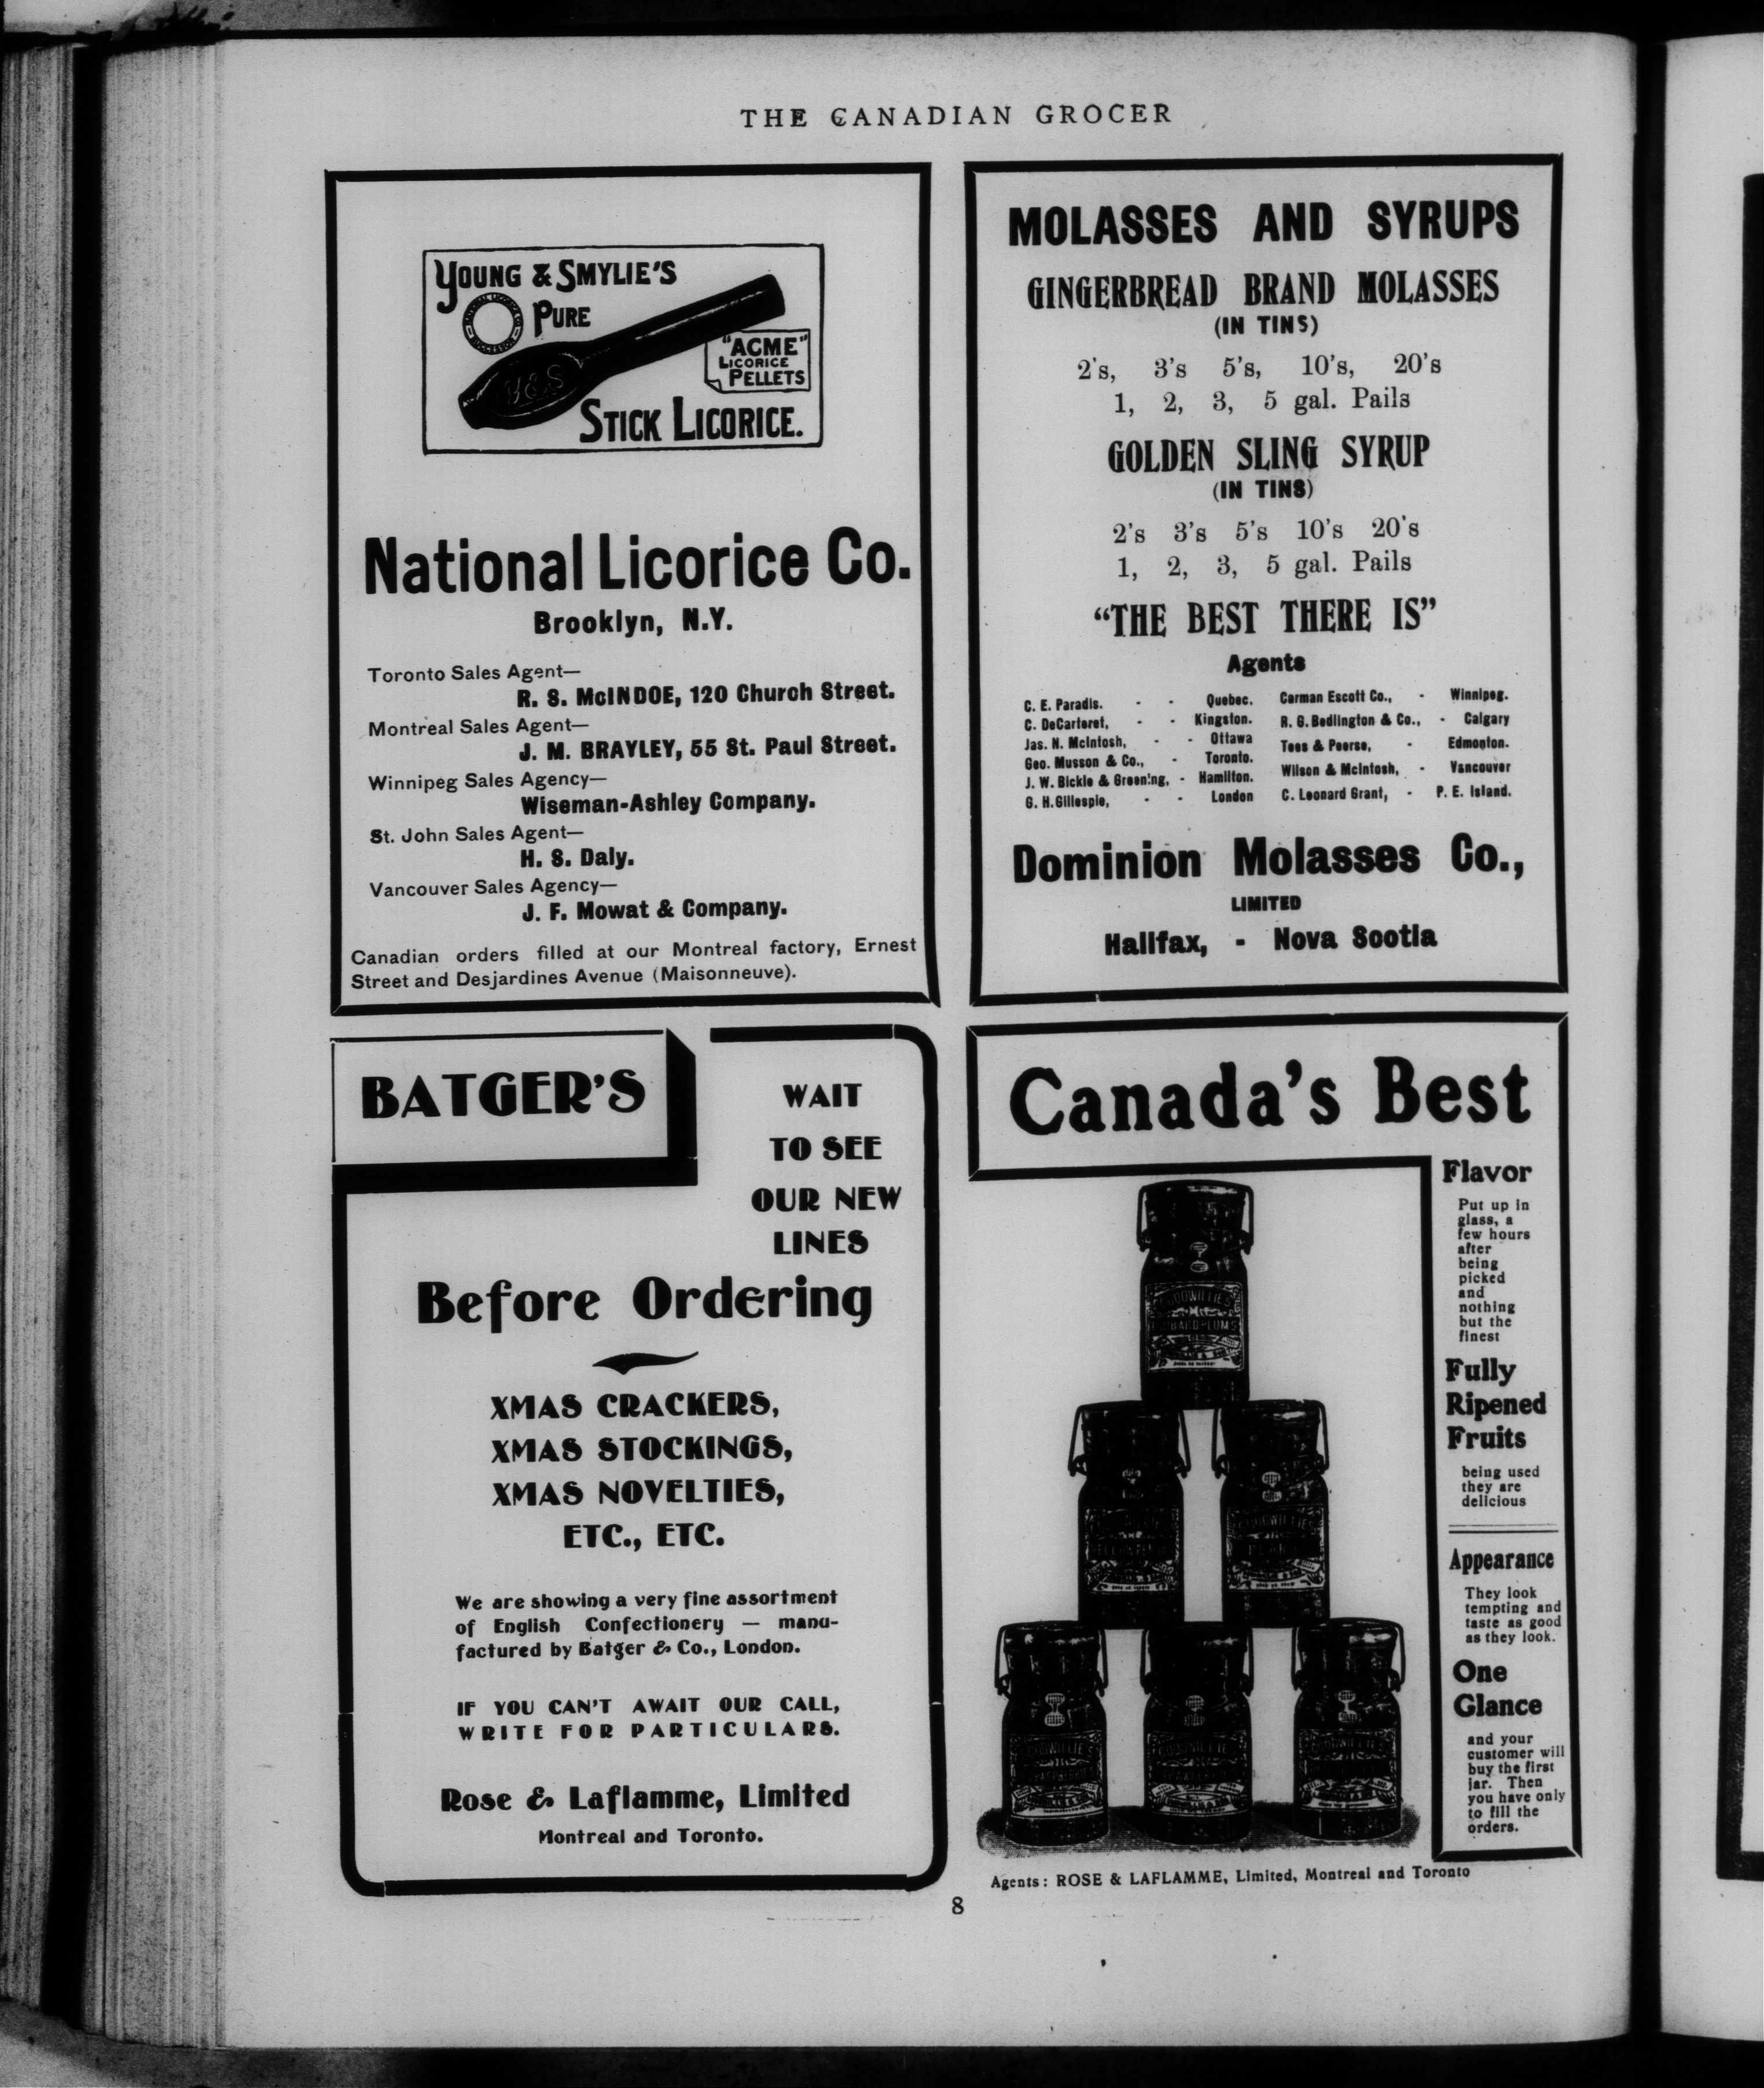 THE CANADIAN GROCER
YOUNG & SMYLIE'S
PURE
Y&S
"ACME"
LICORICE
PELLETS
STICK LICORICE.
National Licorice Co.
Brooklyn, N.Y.
Toronto Sales Agent—
R. S. McINDOE, 120 Church Street.
Montreal Sales Agent—
J. M. BRAYLEY, 55 St. Paul Street.
Winnipeg Sales Agency—
Wiseman-Ashley Company.
St. John Sales Agent—
H. S. Daly.
Vancouver Sales Agency—
J. F. Mowat & Company.
Canadian orders filled at our Montreal factory, Ernest
Street and Desjardines Avenue (Maisonneuve).
MOLASSES AND SYRUPS
GINGERBREAD BRAND MOLASSES
(IN TINS)
2's, 3's 5's, 10's, 20's
1, 2, 3, 5 gal. Pails
GOLDEN SLING SYRUP
(IN TINS)
2's 3's 5's 10's 20's
1, 2, 3, 5 gal. Pails
"THE BEST THERE IS"
Agents
C. E. Paradis. - - Quebec.
C. DeCarteret, - - Kingston.
Jas. N. McIntosh, - - Ottawa
Geo. Musson & Co., - Toronto.
J. W. Bickle & Greening, - Hamilton.
G. H. Gillespie, - - London
Carman Escott Co., - Winnipeg.
R. G. Bedlington & Co., - Calgary
Tees & Peerse, - Edmonton.
Wilson & McIntosh, - Vancouver
C. Leonard Grant, - P. E. Island.
Dominion Molasses Co.,
LIMITED
Halifax, - Nova Scotia
BATGER'S
WAIT
TO SEE
OUR NEW
LINES
Before Ordering
XMAS CRACKERS,
XMAS STOCKINGS,
XMAS NOVELTIES,
ETC., ETC.
We are showing a very fine assortment
of English Confectionery — manu-
factured by Batger & Co., London.
IF YOU CAN'T AWAIT OUR CALL,
WRITE FOR PARTICULARS.
Rose & Laflamme, Limited
Montreal and Toronto.
Canada's Best
Flavor
Put up in
glass, a
few hours
after
being
picked
and
nothing
but the
finest
Fully
Ripened
Fruits
being used
they are
delicious
Appearance
They look
tempting and
taste as good
as they look.
One
Glance
and your
customer will
buy the first
jar. Then
you have only
to fill the
orders.
GOODWILLIE'S
Agents: ROSE & LAFLAMME, Limited, Montreal and Toronto
8